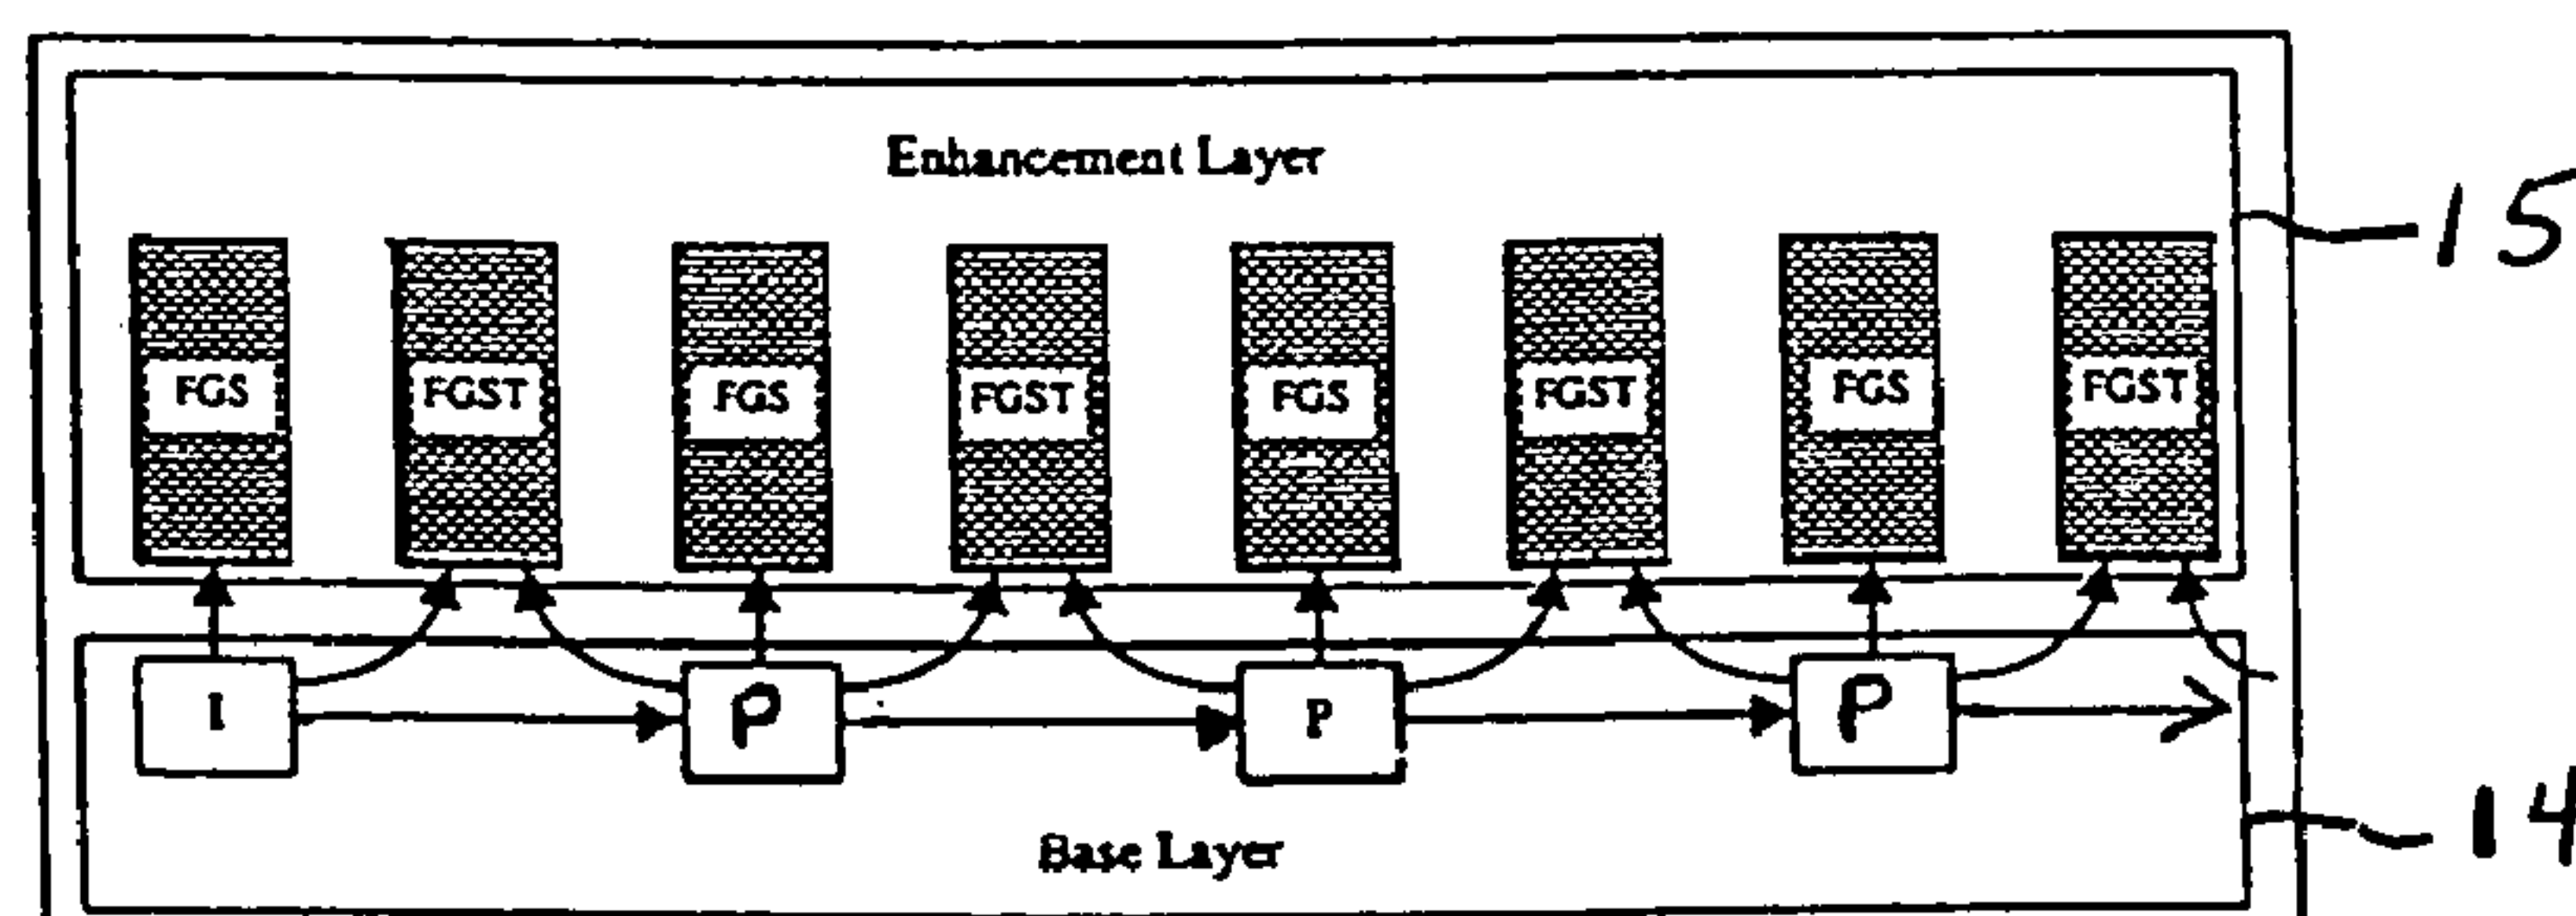 Enhancement Layer
15
FGS FGST FGS FGST FGS FGST FGS FGST
I P P P
Base Layer
14